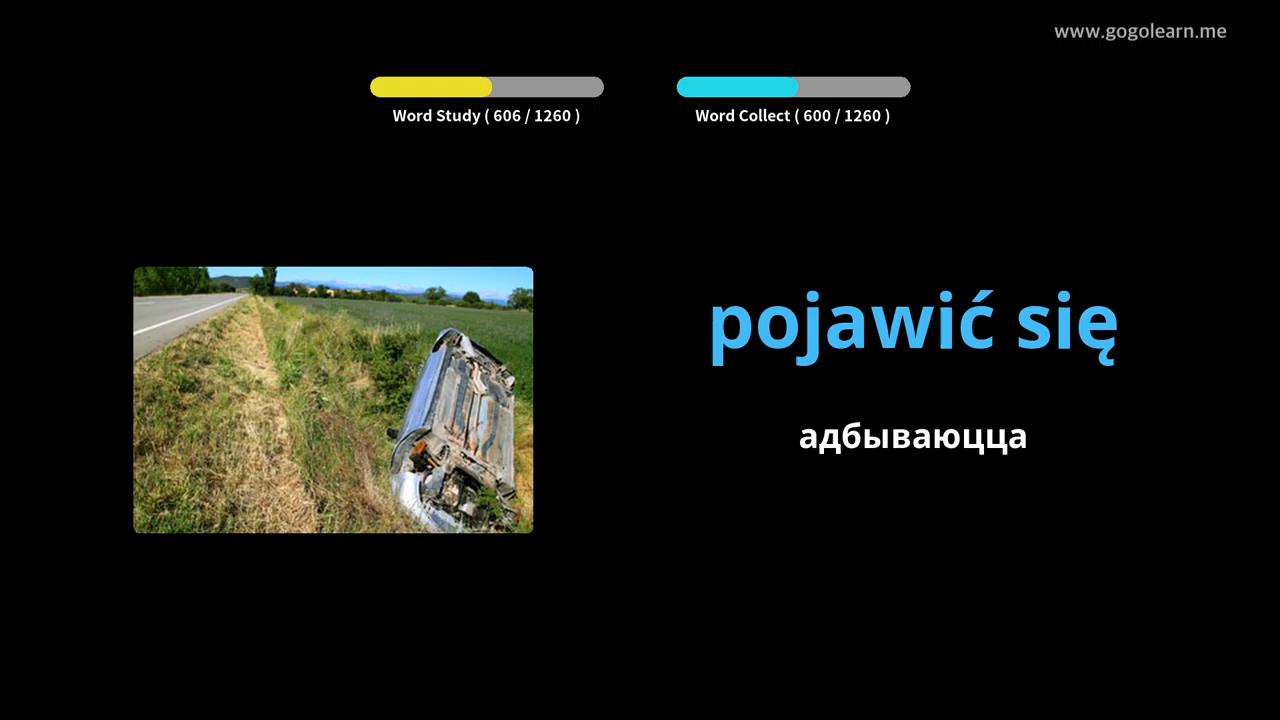 www.gogolearn.me
Word Study ( 606 / 1260 )
Word Collect ( 600 / 1260 )
pojawić się
адбываюцца